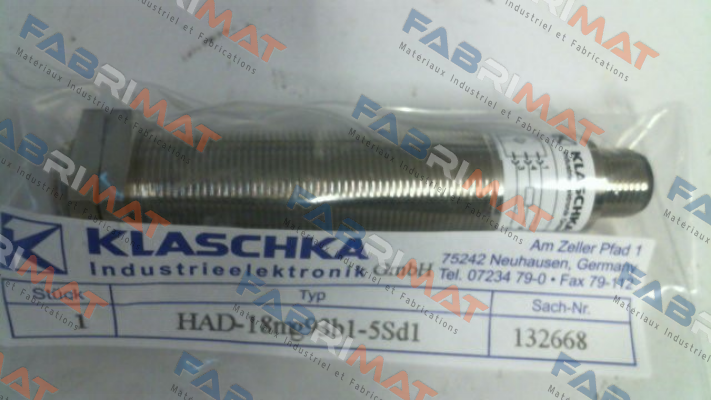 KLASCHKA
Industrieelektronik GmbH
Am Zeller Pfad 1
75242 Neuhausen, Germany
Tel. 07234 79-0 • Fax 79-112
Stück Typ Sach-Nr.
1 HAD-18mg93b1-5Sd1 132668
KLASCHKA
FABRIMAT
Materiaux Industriel et Fabrications